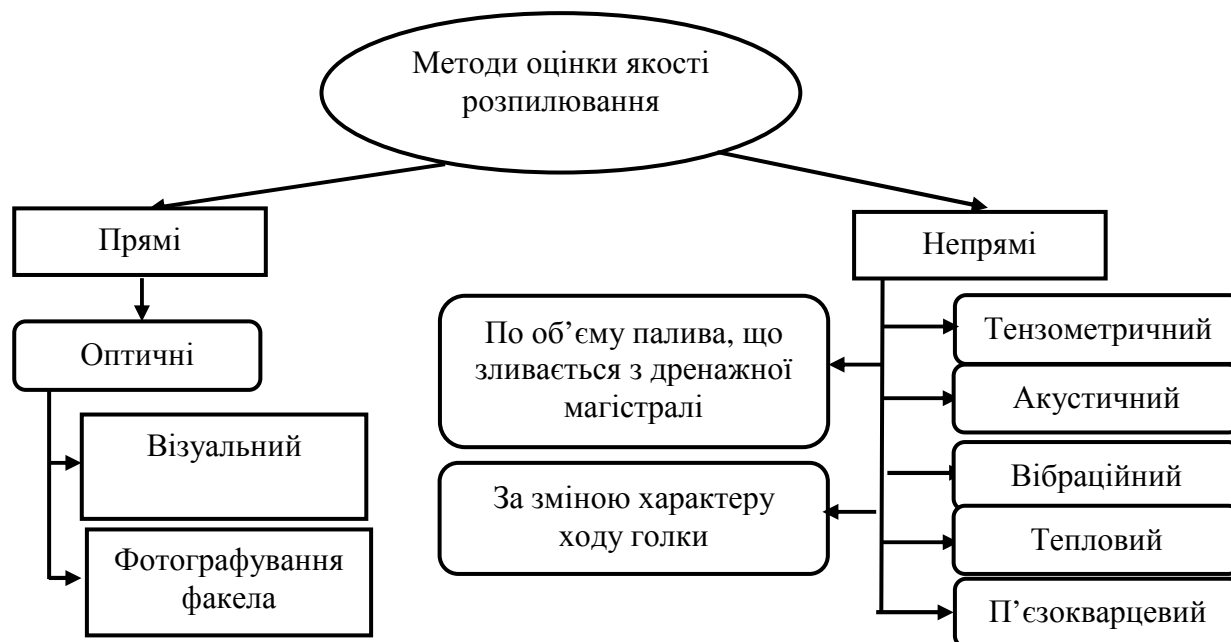 Методи оцінки якості
розпилювання
Прямі
Непрямі
Оптичні
Візуальний
Фотографування
факела
По об’єму палива, що
зливається з дренажної
магістралі
За зміною характеру
ходу голки
Тензометричний
Акустичний
Вібраційний
Тепловий
П’єзокварцевий